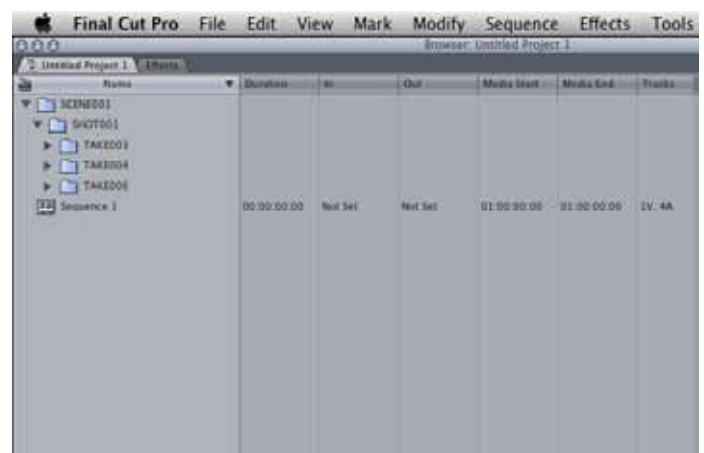 Final Cut Pro File Edit View Mark Modify Sequence Effects Tools
Browser: Untitled Project 1
Untitled Project 1 Effects
Name Duration In Out Media Start Media End Tracks
SCENE001
SHOT001
TAKE003
TAKE004
TAKE006
Sequence 1 00:00:00:00 Not Set Not Set 01:00:00:00 01:00:00:00 1V, 4A